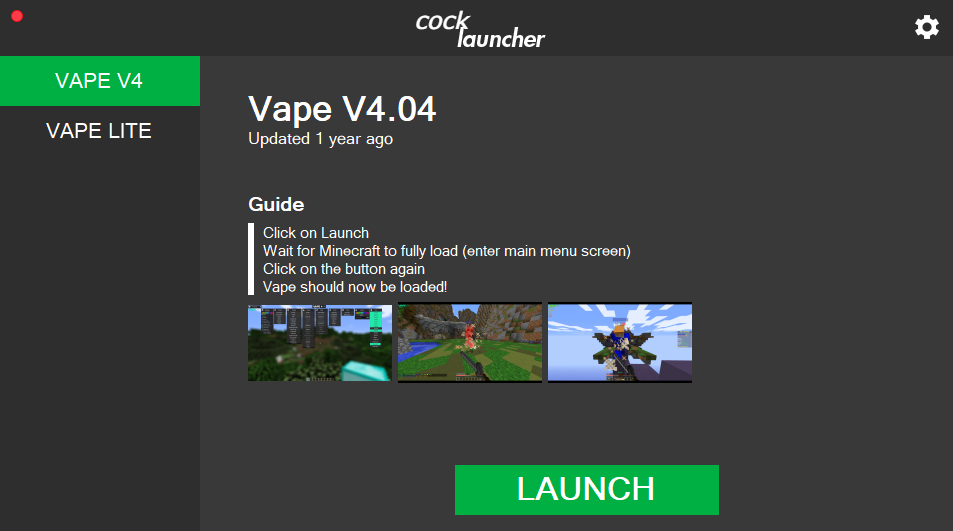 cock
launcher
VAPE V4
VAPE LITE
Vape V4.04
Updated 1 year ago
Guide
Click on Launch
Wait for Minecraft to fully load (enter main menu screen)
Click on the button again
Vape should now be loaded!
LAUNCH